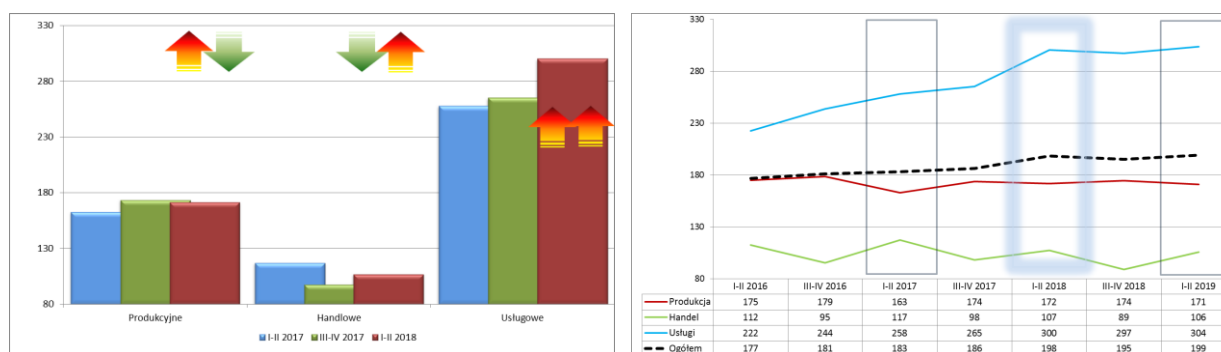 330
280
230
180
130
80
Produkcyjne Handlowe Usługowe
I-II 2017 III-IV 2017 I-II 2018
330
280
230
180
130
80
I-II 2016 III-IV 2016 I-II 2017 III-IV 2017 I-II 2018 III-IV 2018 I-II 2019
Produkcja 175 179 163 174 172 174 171
Handel 112 95 117 98 107 89 106
Usługi 222 244 258 265 300 297 304
Ogółem 177 181 183 186 198 195 199